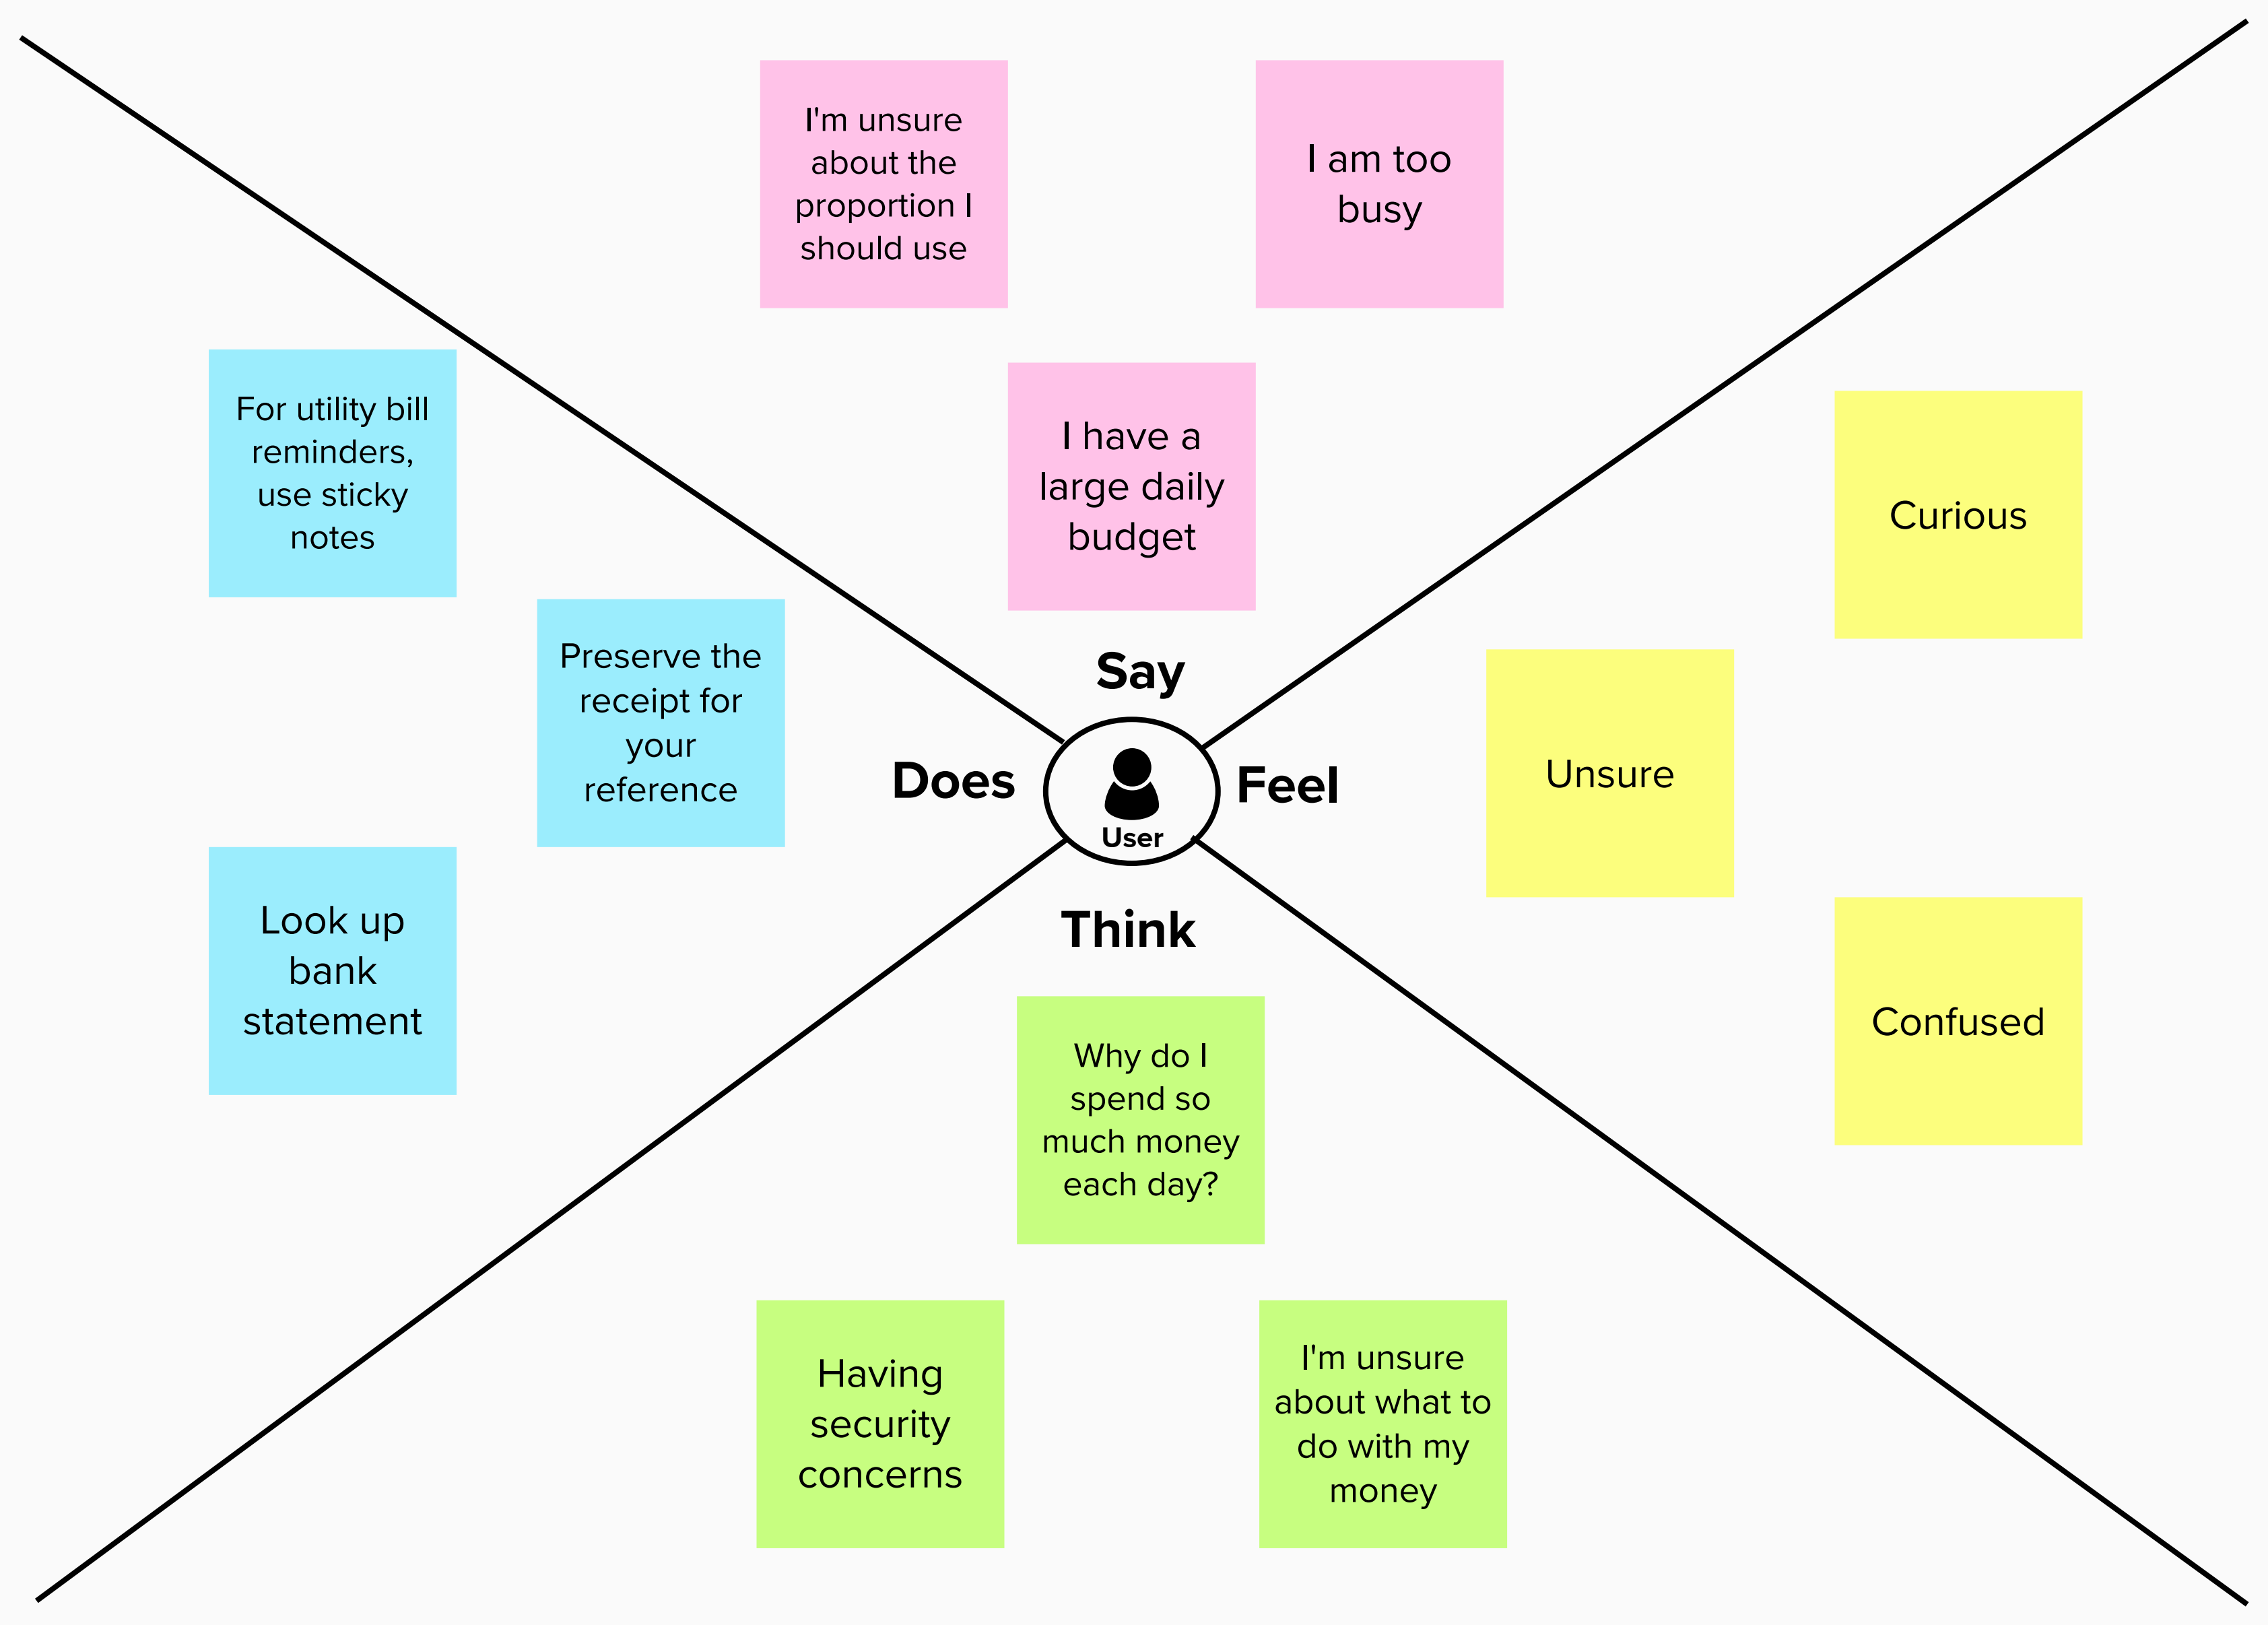 I'm unsure
about the
proportion I
should use
I am too
busy
I have a
large daily
budget
Say
For utility bill
reminders,
use sticky
notes
Preserve the
receipt for
your
reference
Look up
bank
statement
Does
User
Feel
Curious
Unsure
Confused
Think
Why do I
spend so
much money
each day?
Having
security
concerns
I'm unsure
about what to
do with my
money